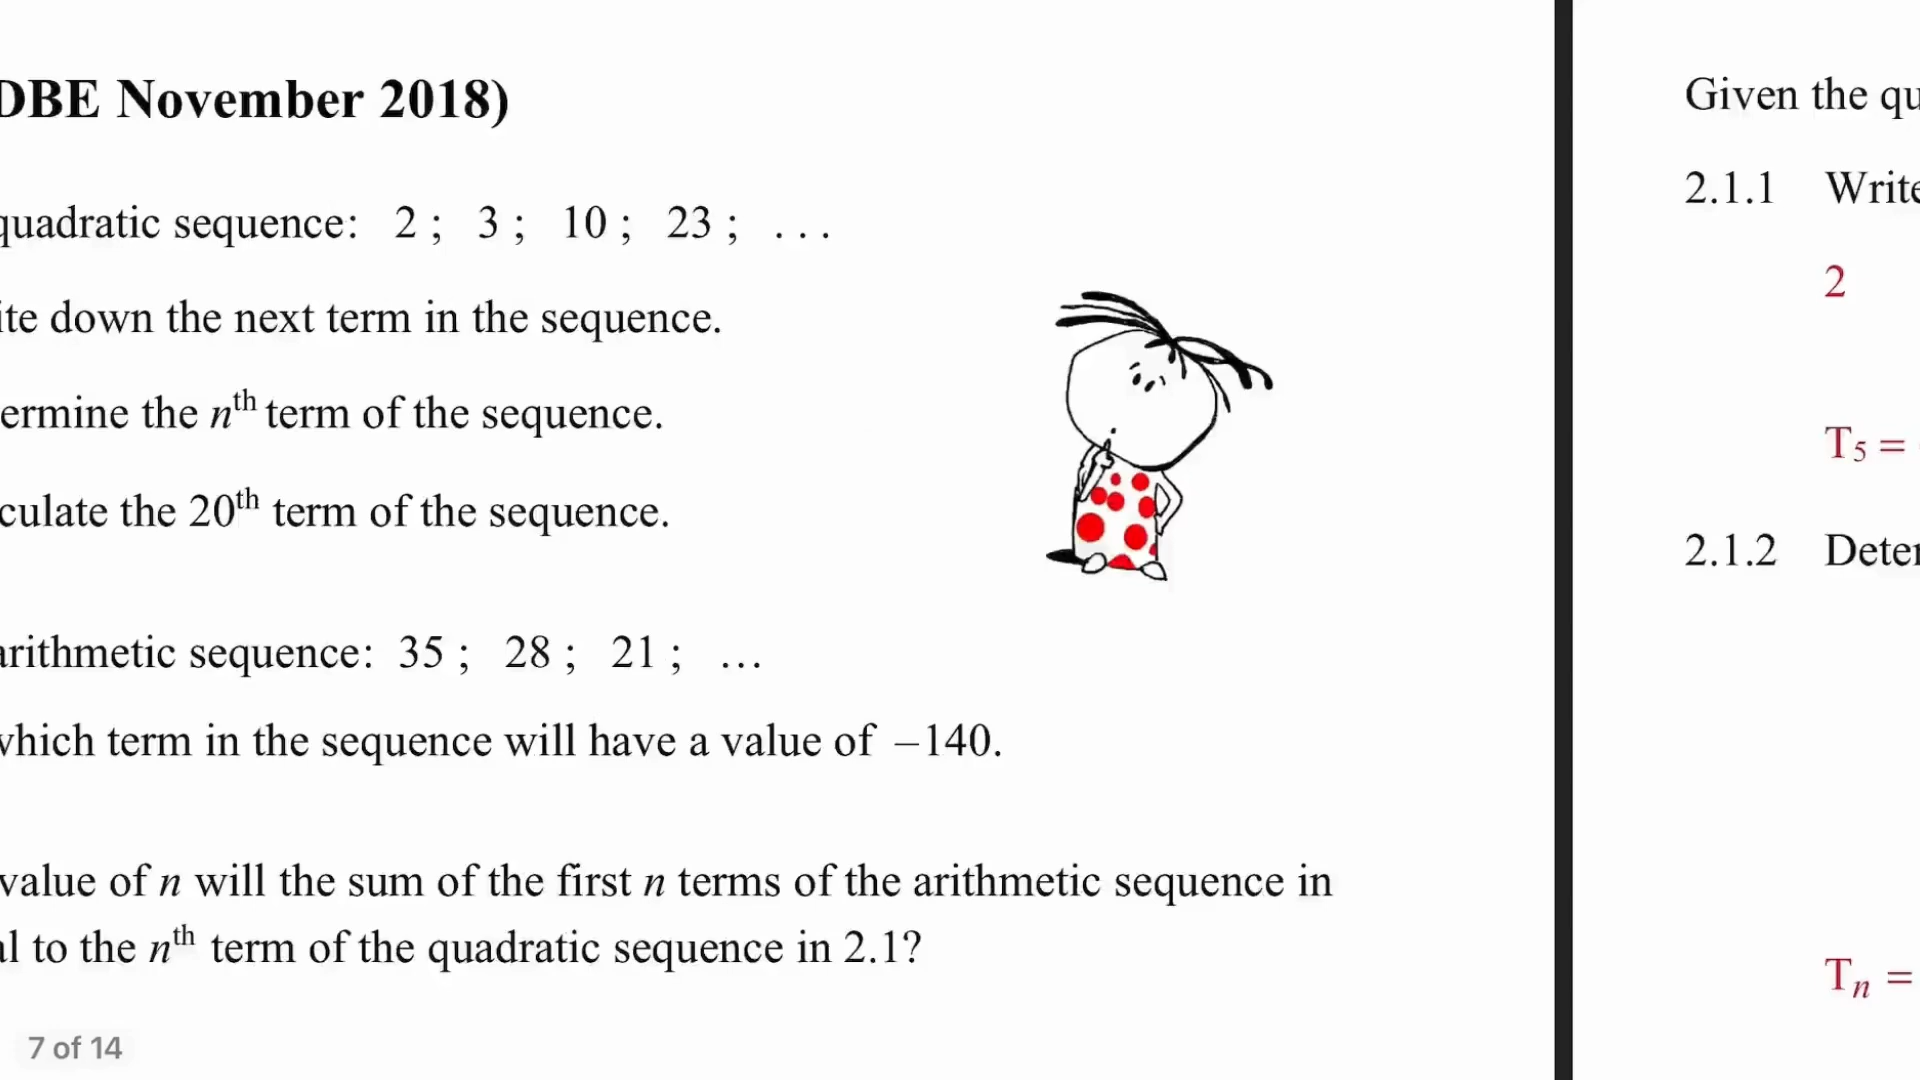 DBE November 2018)
quadratic sequence: 2 ; 3 ; 10 ; 23 ; . . .
ite down the next term in the sequence.
ermine the nth term of the sequence.
culate the 20th term of the sequence.
arithmetic sequence: 35 ; 28 ; 21 ; ...
which term in the sequence will have a value of –140.
value of n will the sum of the first n terms of the arithmetic sequence in
al to the nth term of the quadratic sequence in 2.1?
7 of 14
Given the qu
2.1.1 Write
2
T5 =
2.1.2 Deter
Tn =